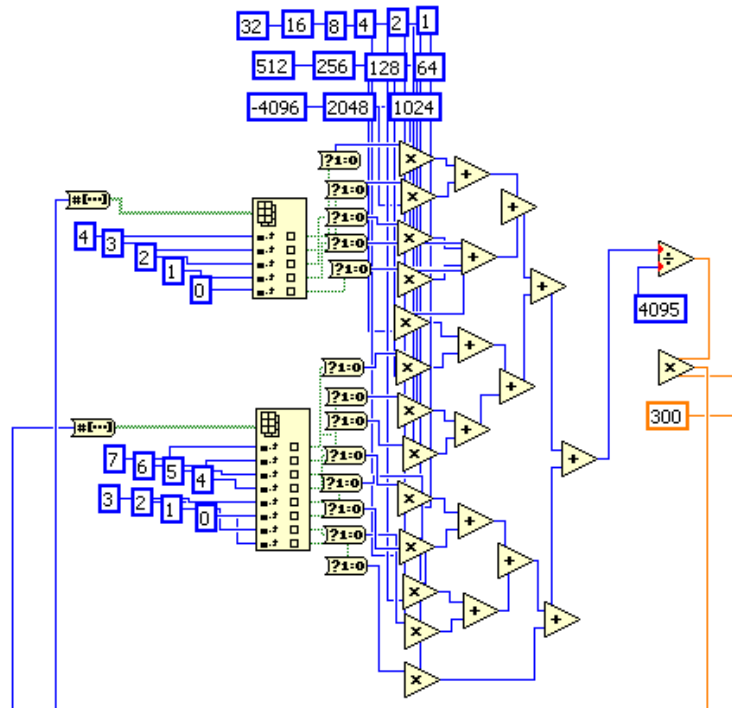 32 16 8 4 2 1
512 256 128 64
-4096 2048 1024
?1:0
× +
#[···] ?1:0 ×
+
4 ?1:0
3 ×
2 ?1:0 +
1 ?1:0 × ÷
0 +
4095
×
+
?1:0 × ×
+
?1:0 × 300
#[···] ?1:0 +
7 ×
6 ?1:0 +
5
4 ?1:0
3 ×
2 ?1:0
1 +
0 ?1:0 ×
?1:0 +
×
+
× +
×